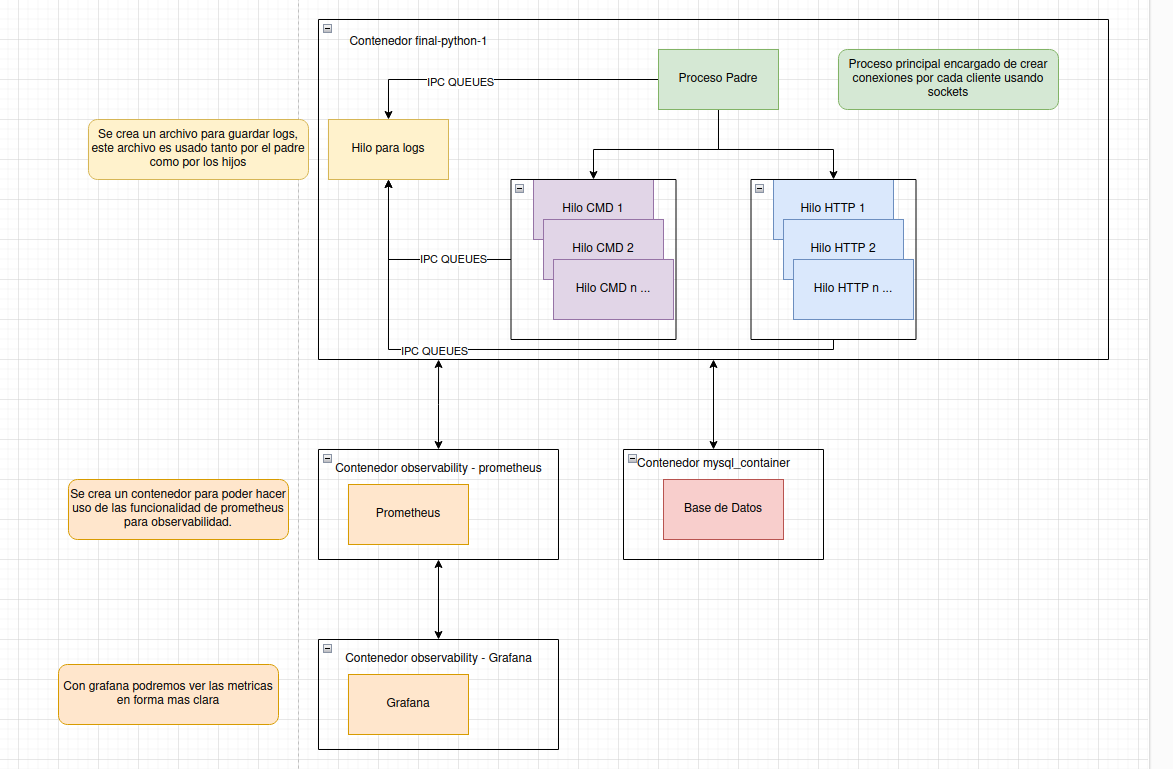 Contenedor final-python-1
Proceso Padre
Proceso principal encargado de crear
conexiones por cada cliente usando
sockets
IPC QUEUES
Se crea un archivo para guardar logs,
este archivo es usado tanto por el padre
como por los hijos
Hilo para logs
Hilo CMD 1
Hilo CMD 2
Hilo CMD n ...
Hilo HTTP 1
Hilo HTTP 2
Hilo HTTP n ...
IPC QUEUES
IPC QUEUES
Contenedor observability - prometheus
Prometheus
Contenedor mysql_container
Base de Datos
Se crea un contenedor para poder hacer
uso de las funcionalidad de prometheus
para observabilidad.
Contenedor observability - Grafana
Grafana
Con grafana podremos ver las metricas
en forma mas clara